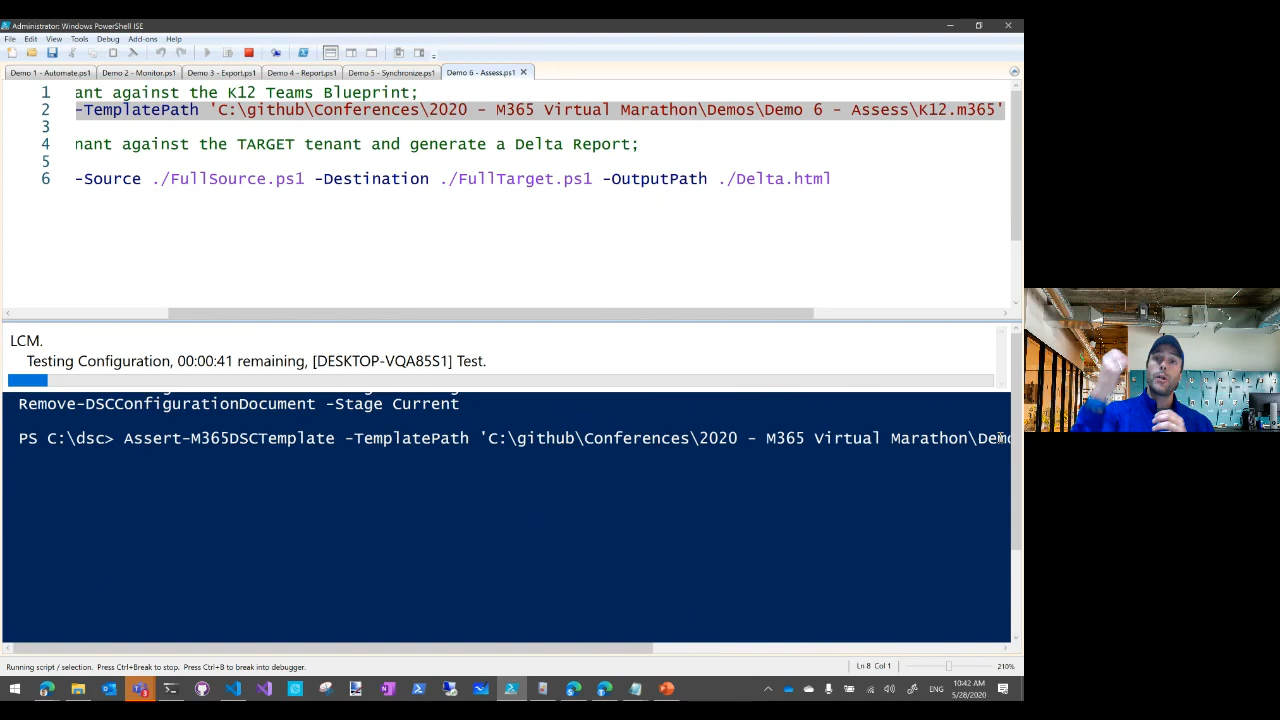 Administrator: Windows PowerShell ISE
File Edit View Tools Debug Add-ons Help
Demo 1 - Automate.ps1 Demo 2 - Monitor.ps1 Demo 3 - Export.ps1 Demo 4 - Report.ps1 Demo 5 - Synchronize.ps1 Demo 6 - Assess.ps1
1 ant against the K12 Teams Blueprint;
2 -TemplatePath 'C:\github\Conferences\2020 - M365 Virtual Marathon\Demos\Demo 6 - Assess\K12.m365'
3
4 nant against the TARGET tenant and generate a Delta Report;
5
6 -Source ./FullSource.ps1 -Destination ./FullTarget.ps1 -OutputPath ./Delta.html
LCM.
Testing Configuration, 00:00:41 remaining, [DESKTOP-VQA85S1] Test.
Remove-DSCConfigurationDocument -Stage Current
PS C:\dsc> Assert-M365DSCTemplate -TemplatePath 'C:\github\Conferences\2020 - M365 Virtual Marathon\Demo
Running script / selection. Press Ctrl+Break to stop. Press Ctrl+B to break into debugger.
Ln 8 Col 1
210%
ENG
10:42 AM
5/28/2020